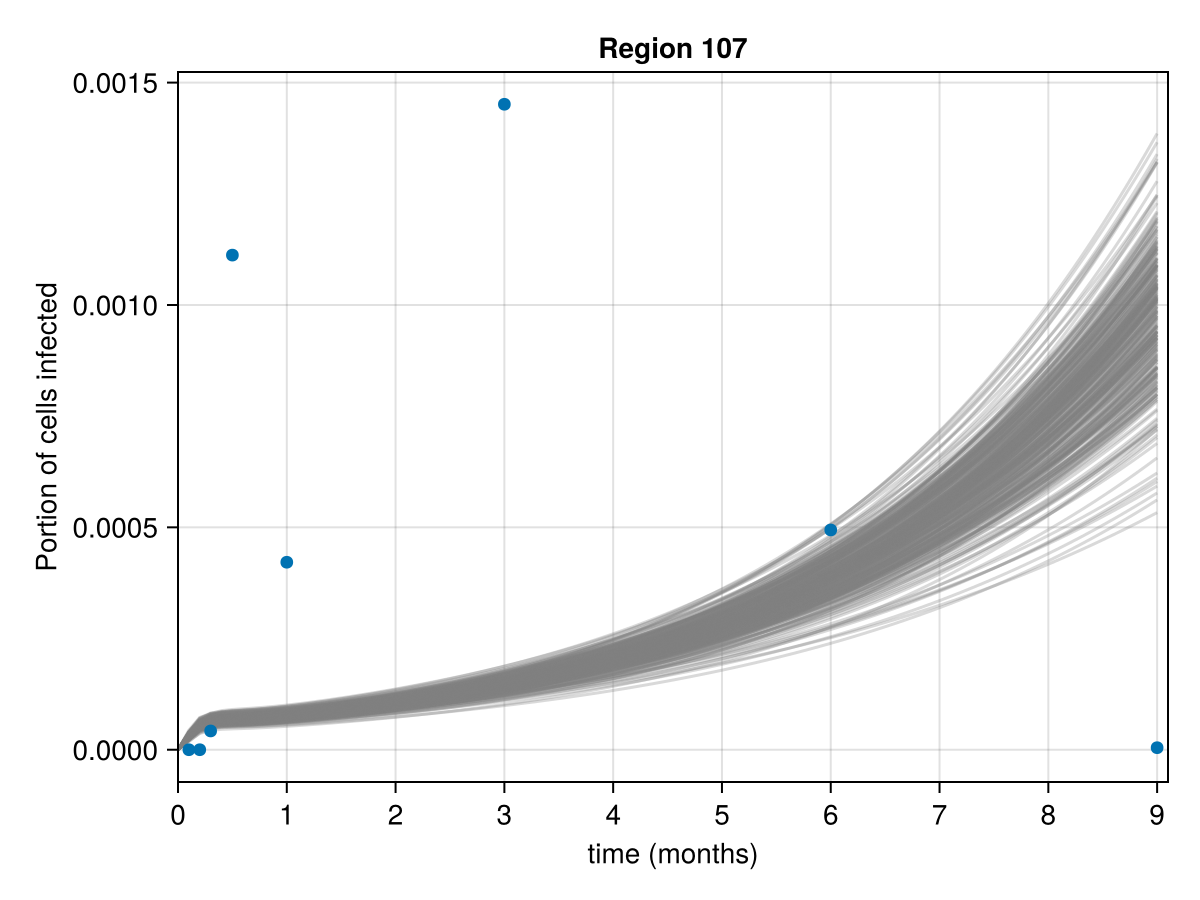 Region 107
0.0015
0.0010
0.0005
0.0000
Portion of cells infected
0 1 2 3 4 5 6 7 8 9
time (months)